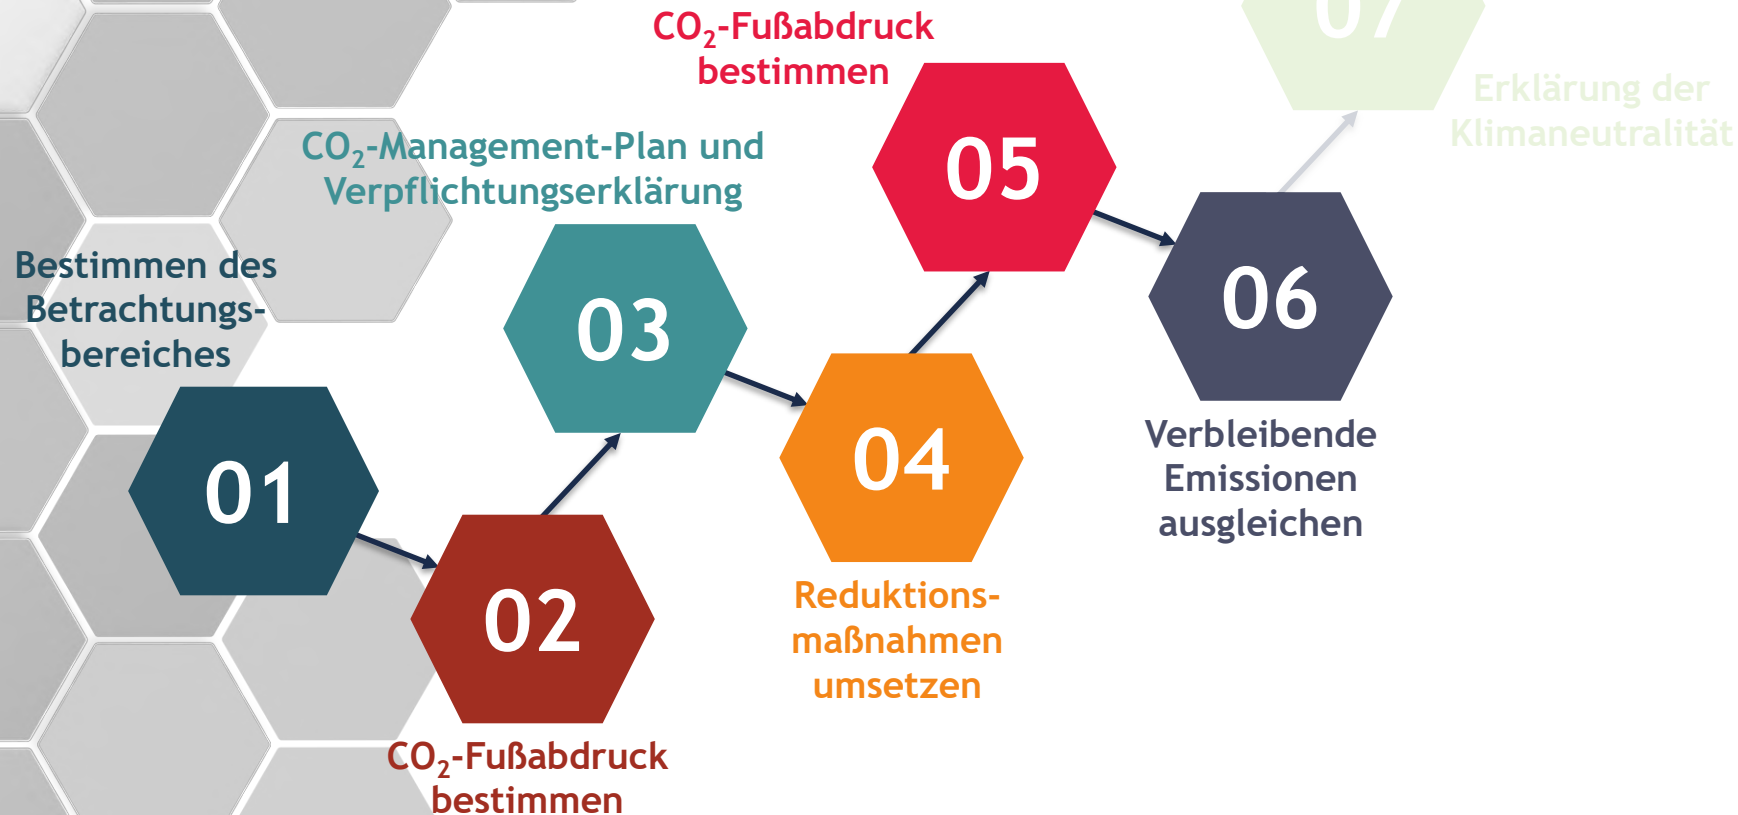 Bestimmen des
Betrachtungs-
bereiches
01
02
CO₂-Fußabdruck
bestimmen
CO₂-Management-Plan und
Verpflichtungserklärung
03
04
Reduktions-
maßnahmen
umsetzen
CO₂-Fußabdruck
bestimmen
05
06
Verbleibende
Emissionen
ausgleichen
07
Erklärung der
Klimaneutralität